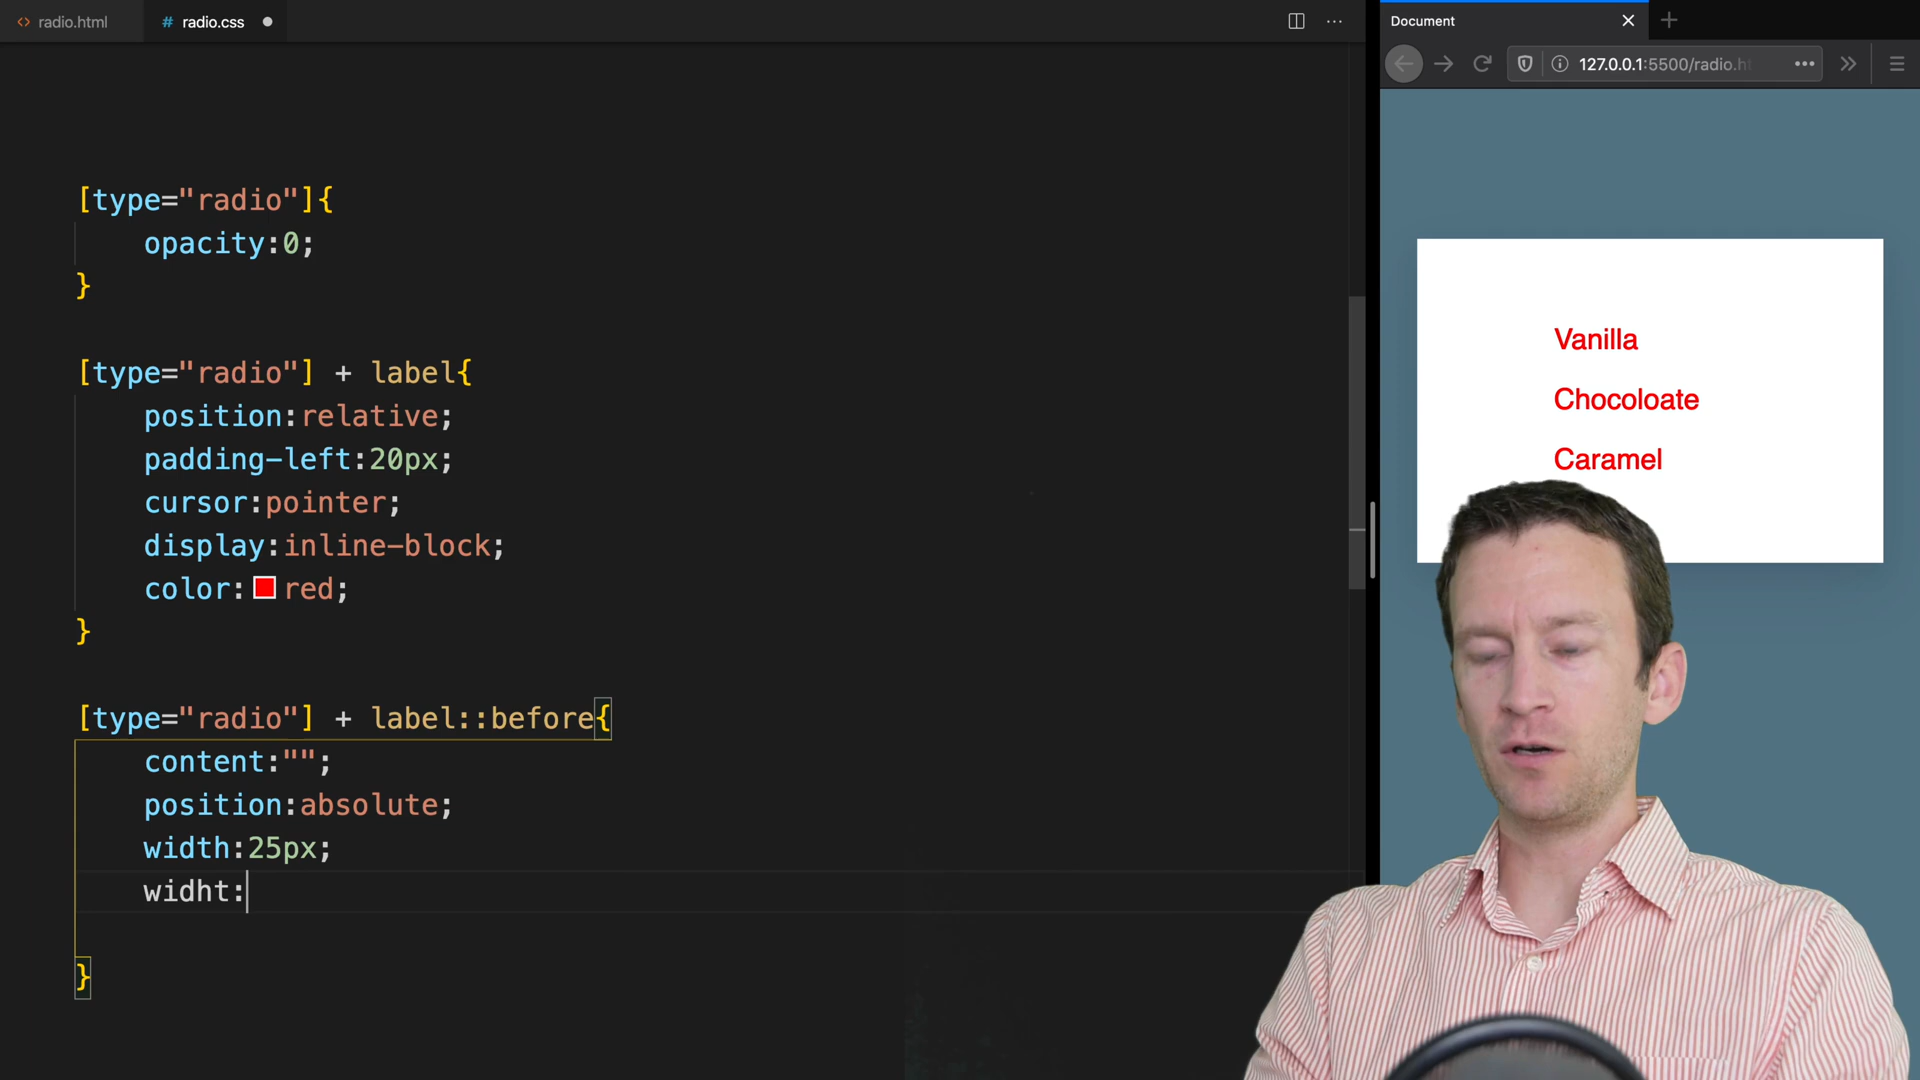 <> radio.html
# radio.css ●
Document
127.0.0.1:5500/radio.h
[type="radio"]{
opacity:0;
}
[type="radio"] + label{
position:relative;
padding-left:20px;
cursor:pointer;
display:inline-block;
color: red;
}
[type="radio"] + label::before{
content:"";
position:absolute;
width:25px;
widht:
}
Vanilla
Chocoloate
Caramel